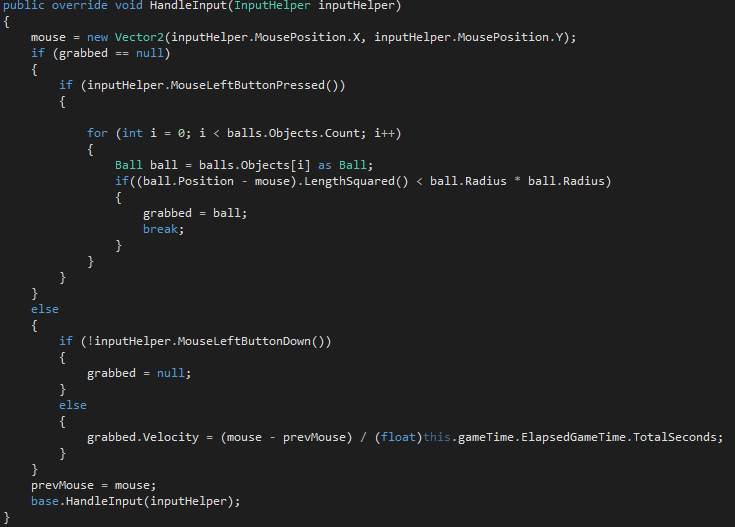 public override void HandleInput(InputHelper inputHelper)
{
    mouse = new Vector2(inputHelper.MousePosition.X, inputHelper.MousePosition.Y);
    if (grabbed == null)
    {
        if (inputHelper.MouseLeftButtonPressed())
        {

            for (int i = 0; i < balls.Objects.Count; i++)
            {
                Ball ball = balls.Objects[i] as Ball;
                if((ball.Position - mouse).LengthSquared() < ball.Radius * ball.Radius)
                {
                    grabbed = ball;
                    break;
                }
            }
        }
    }
    else
    {
        if (!inputHelper.MouseLeftButtonDown())
        {
            grabbed = null;
        }
        else
        {
            grabbed.Velocity = (mouse - prevMouse) / (float)this.gameTime.ElapsedGameTime.TotalSeconds;
        }
    }
    prevMouse = mouse;
    base.HandleInput(inputHelper);
}